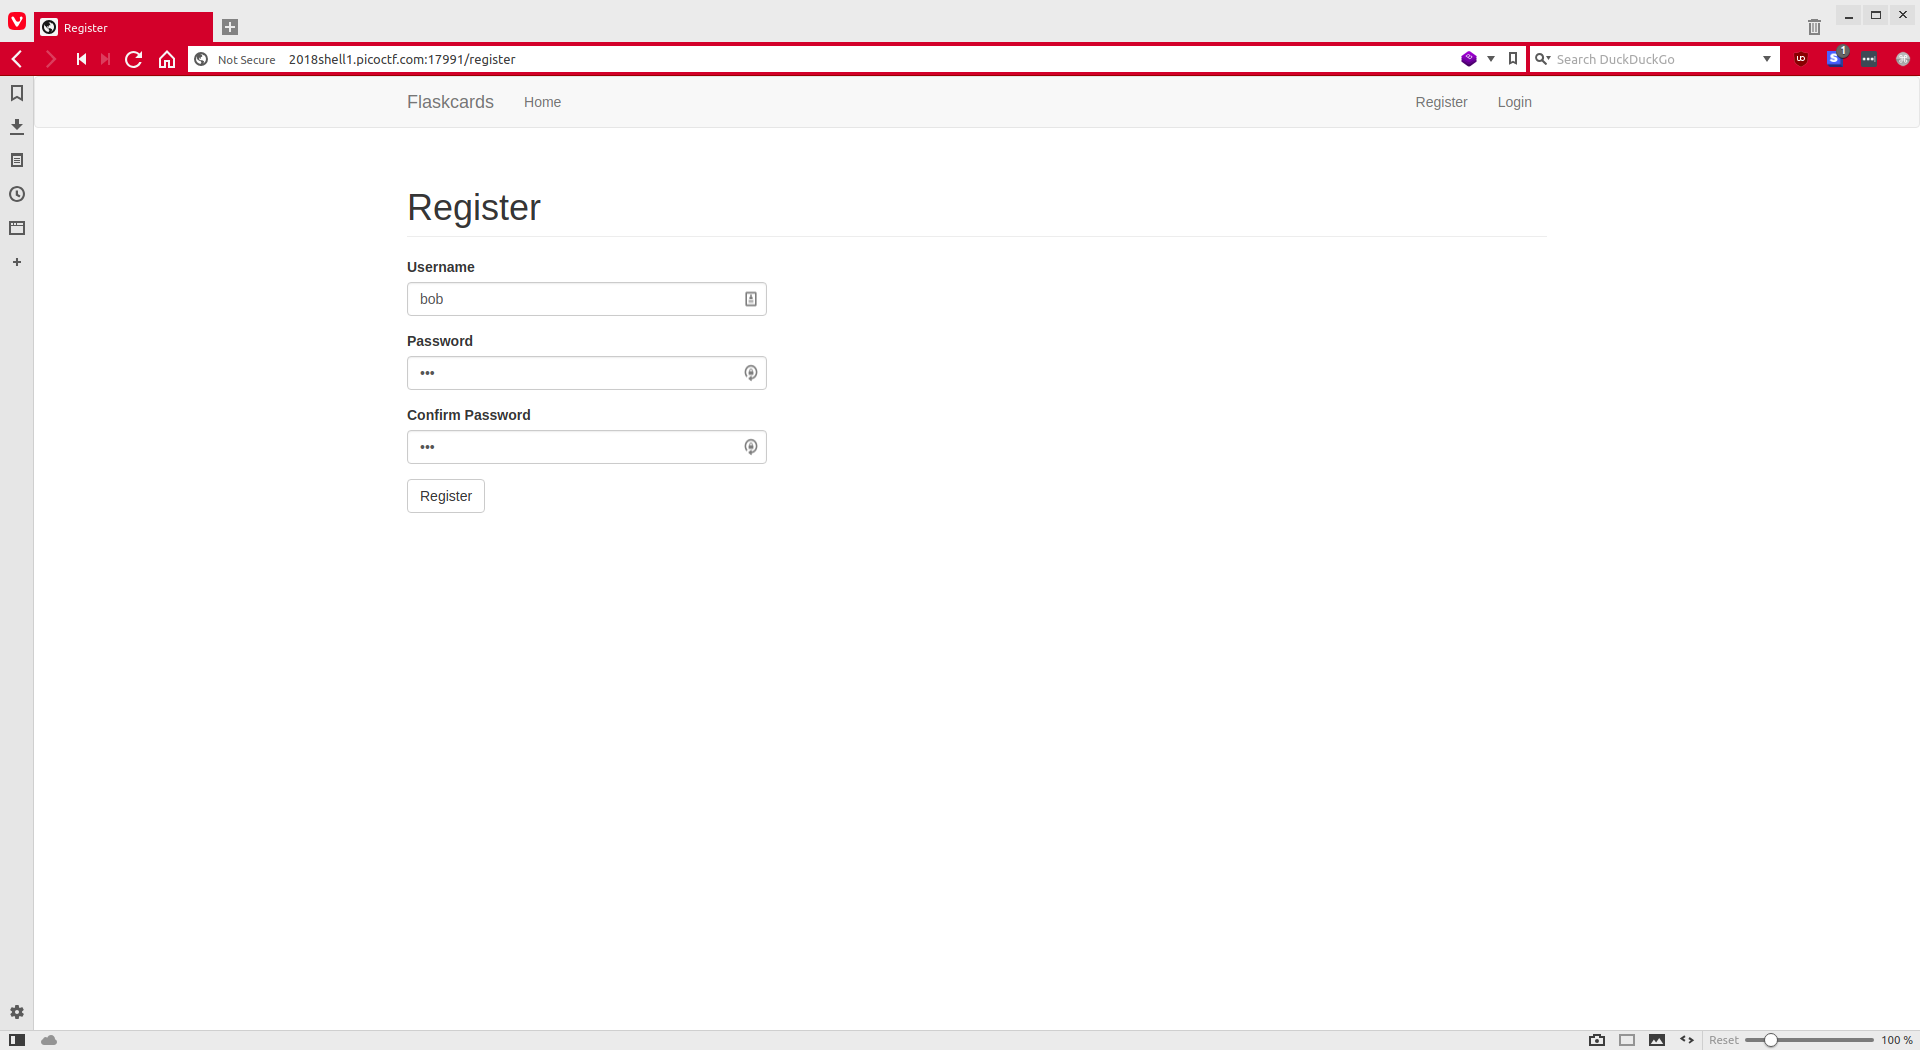 Register
Not Secure 2018shell1.picoctf.com:17991/register
Search DuckDuckGo
1
Flaskcards Home Register Login
Register
Username
bob
Password
•••
Confirm Password
•••
Register
Reset 100 %